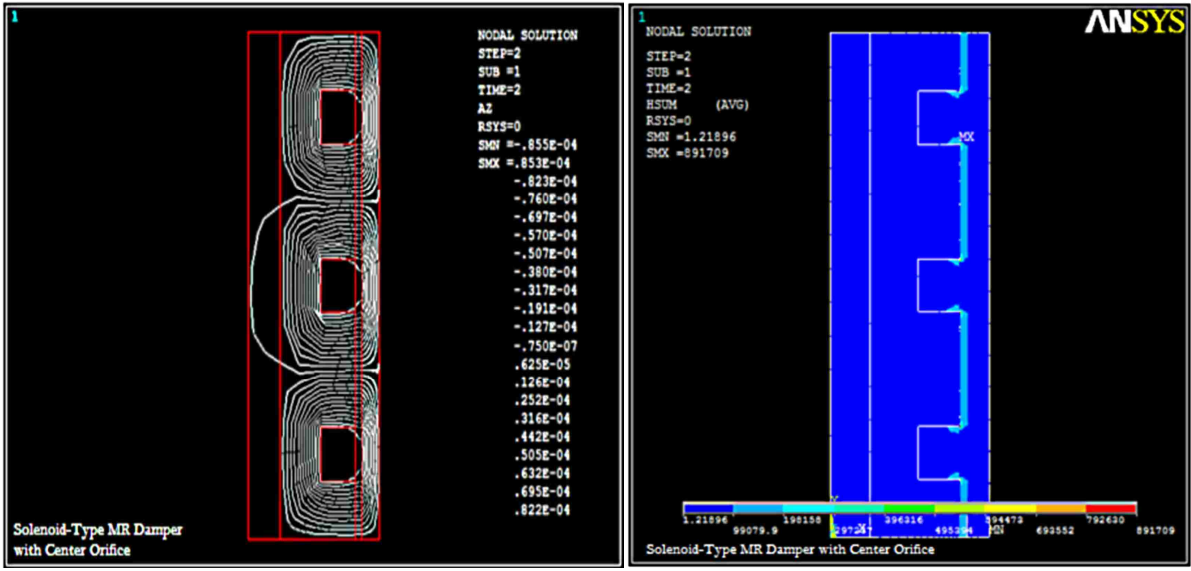 1
NODAL SOLUTION
STEP=2
SUB =1
TIME=2
AZ
RSYS=0
SMN =-.855E-04
SMX =.853E-04
-.823E-04
-.760E-04
-.697E-04
-.570E-04
-.507E-04
-.380E-04
-.317E-04
-.191E-04
-.127E-04
-.750E-07
.625E-05
.126E-04
.252E-04
.316E-04
.442E-04
.505E-04
.632E-04
.695E-04
.822E-04
Solenoid-Type MR Damper
with Center Orifice
1
ANSYS
NODAL SOLUTION
STEP=2
SUB =1
TIME=2
HSUM (AVG)
RSYS=0
SMN =1.21896
SMX =891709
MX
Y
1.21896 198158 396316 594473 792630
99079.9 X 495394 MN 693552 891709
Solenoid-Type MR Damper with Center Orifice